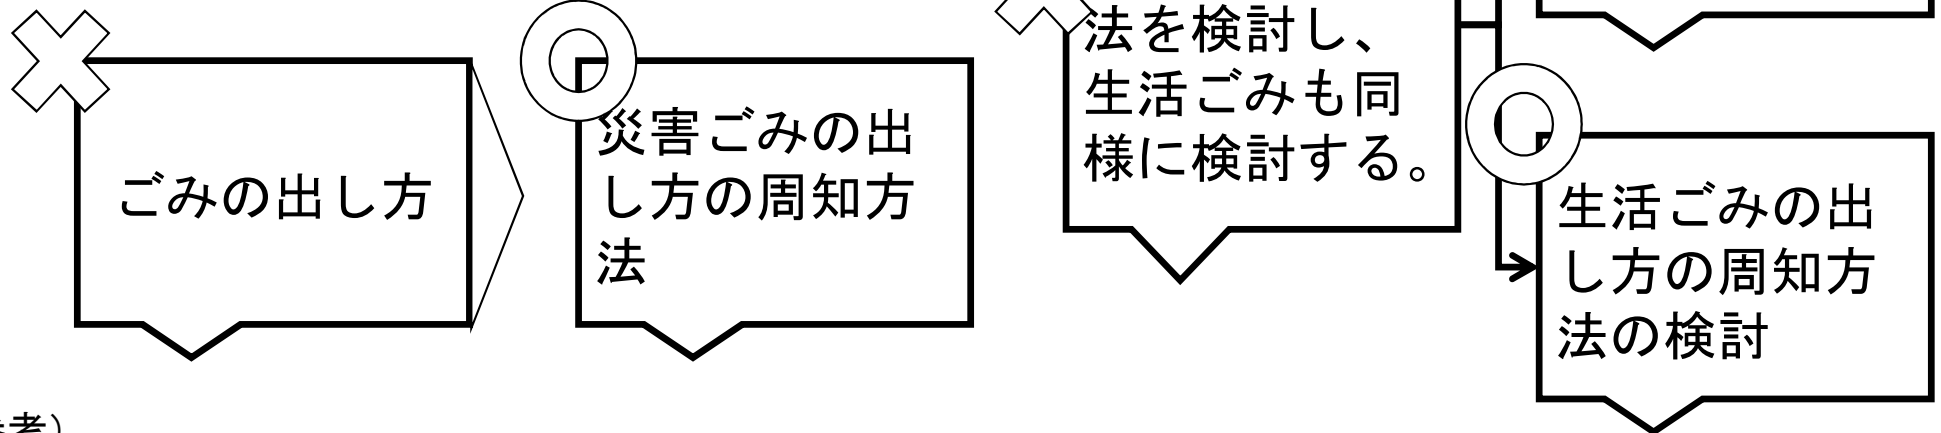 ごみの出し方
災害ごみの出
し方の周知方
法
法を検討し、
生活ごみも同
様に検討する。
生活ごみの出
し方の周知方
法の検討
考)